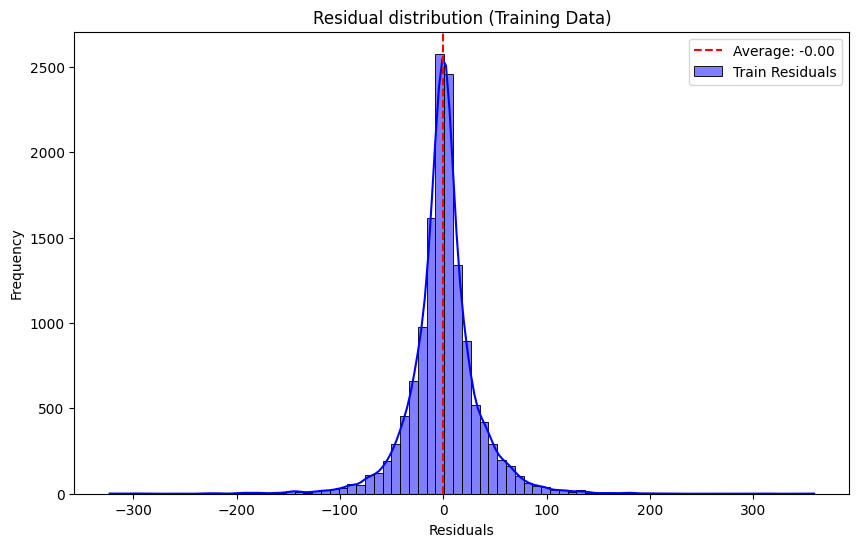 Residual distribution (Training Data)
Average: -0.00
Train Residuals
Frequency
2500
2000
1500
1000
500
0
−300
−200
−100
0
100
200
300
Residuals